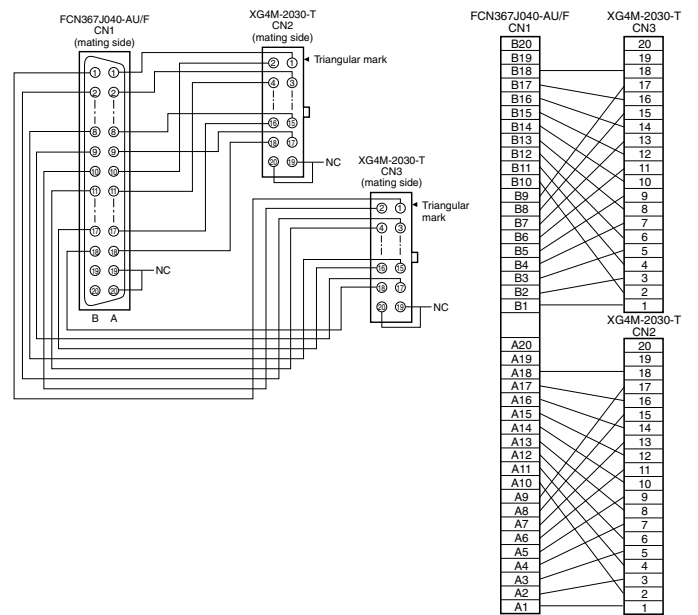 FCN367J040-AU/F
CN1
(mating side)
XG4M-2030-T
CN2
(mating side)
Triangular mark
1 1
2 2
8 8
9 9
10 10
11 11
17 17
18 18
19 19
20 20
NC
B A
2 1
4 3
16 15
18 17
20 19
NC
XG4M-2030-T
CN3
(mating side)
Triangular
mark
2 1
4 3
16 15
18 17
20 19
NC
FCN367J040-AU/F
CN1
XG4M-2030-T
CN3
B20 20
B19 19
B18 18
B17 17
B16 16
B15 15
B14 14
B13 13
B12 12
B11 11
B10 10
B9 9
B8 8
B7 7
B6 6
B5 5
B4 4
B3 3
B2 2
B1 1
XG4M-2030-T
CN2
A20 20
A19 19
A18 18
A17 17
A16 16
A15 15
A14 14
A13 13
A12 12
A11 11
A10 10
A9 9
A8 8
A7 7
A6 6
A5 5
A4 4
A3 3
A2 2
A1 1